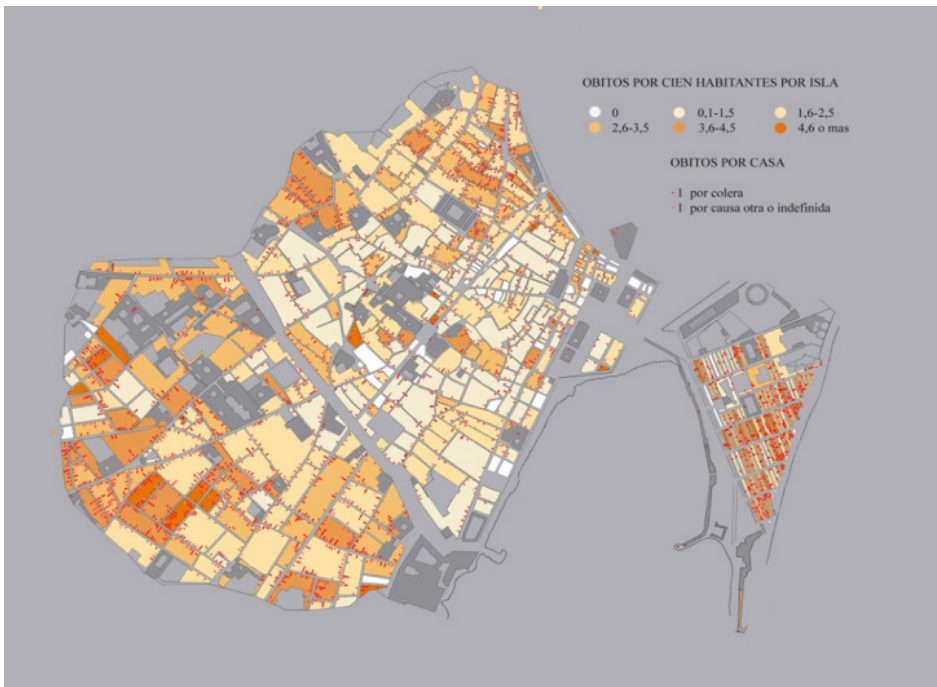 OBITOS POR CIEN HABITANTES POR ISLA
0 0,1-1,5 1,6-2,5
2,6-3,5 3,6-4,5 4,6 o mas
OBITOS POR CASA
· 1 por colera
1 por causa otra o indefinida